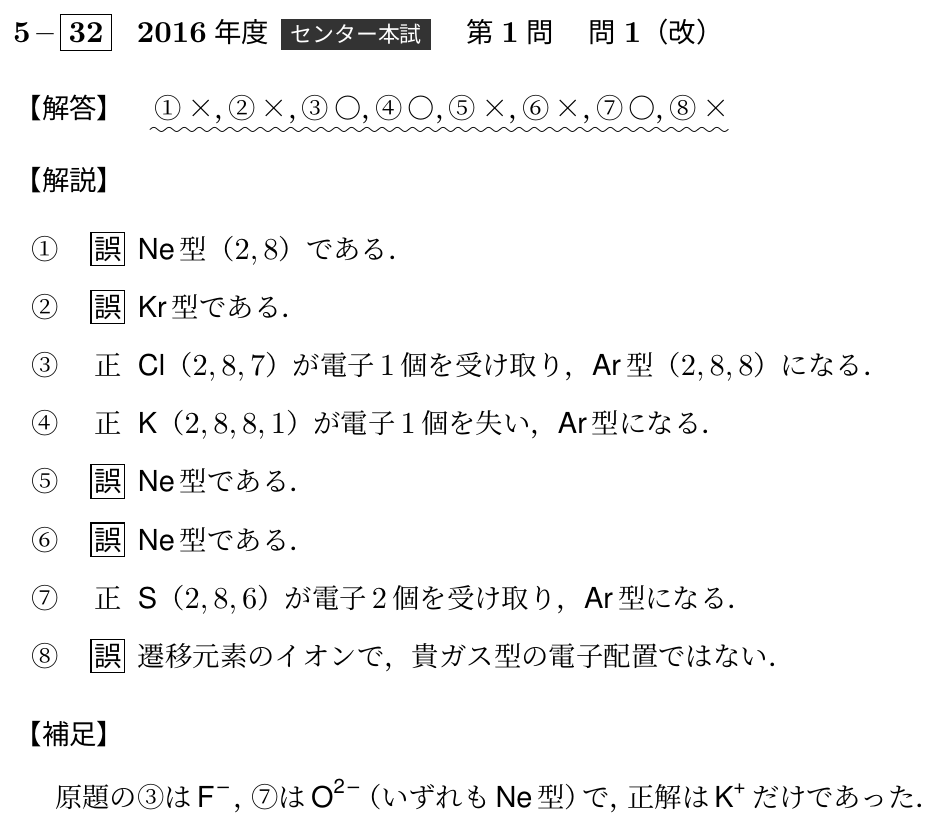 5–32 2016年度 センター本試 第1問 問1（改）
【解答】 ①×,②×,③○,④○,⑤×,⑥×,⑦○,⑧×
【解説】
① 誤 Ne型（2, 8）である．
② 誤 Kr型である．
③ 正 Cl（2, 8, 7）が電子1個を受け取り，Ar型（2, 8, 8）になる．
④ 正 K（2, 8, 8, 1）が電子1個を失い，Ar型になる．
⑤ 誤 Ne型である．
⑥ 誤 Ne型である．
⑦ 正 S（2, 8, 6）が電子2個を受け取り，Ar型になる．
⑧ 誤 遷移元素のイオンで，貴ガス型の電子配置ではない．
【補足】
原題の③はF⁻，⑦はO²⁻（いずれもNe型）で，正解はK⁺だけであった．